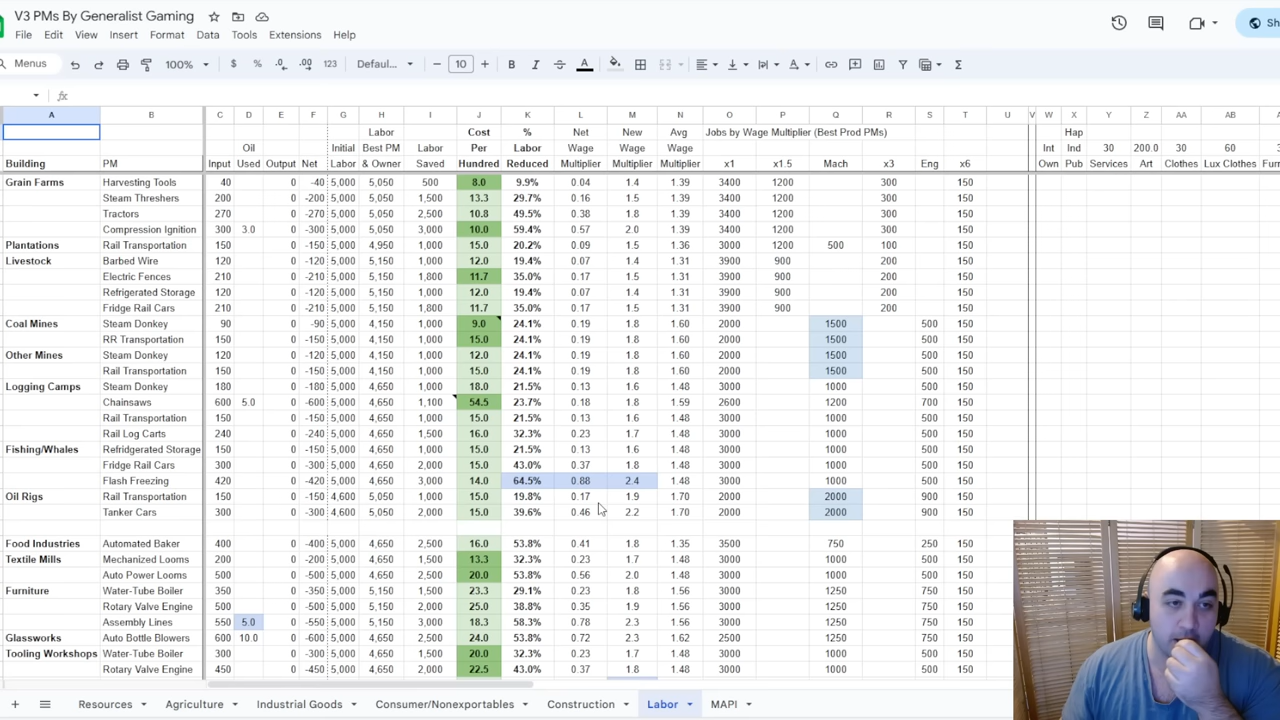 V3 PMs By Generalist Gaming
File Edit View Insert Format Data Tools Extensions Help
Sh
Menus 100% $ % .0 .00 123 Defaul... 10 B I A Σ
fx
A B C D E F G H I J K L M N O P Q R S T U V W X Y Z AA AB
Labor Cost % Net New Avg Jobs by Wage Multiplier (Best Prod PMs) Hap
Oil Initial Best PM Labor Per Labor Wage Wage Wage Int Ind 30 200.0 30 60 3
Building PM Input Used Output Net Labor & Owner Saved Hundred Reduced Multiplier Multiplier Multiplier x1 x1.5 Mach x3 Eng x6 Own Pub Services Art Clothes Lux Clothes Furn
Grain Farms Harvesting Tools 40 0 -40 5,000 5,050 500 8.0 9.9% 0.04 1.4 1.39 3400 1200 300 150
Steam Threshers 200 0 -200 5,000 5,050 1,500 13.3 29.7% 0.16 1.5 1.39 3400 1200 300 150
Tractors 270 0 -270 5,000 5,050 2,500 10.8 49.5% 0.38 1.8 1.39 3400 1200 300 150
Compression Ignition 300 3.0 0 -300 5,000 5,050 3,000 10.0 59.4% 0.57 2.0 1.39 3400 1200 300 150
Plantations Rail Transportation 150 0 -150 5,000 4,950 1,000 15.0 20.2% 0.09 1.5 1.36 3000 1200 500 100 150
Livestock Barbed Wire 120 0 -120 5,000 5,150 1,000 12.0 19.4% 0.07 1.4 1.31 3900 900 200 150
Electric Fences 210 0 -210 5,000 5,150 1,800 11.7 35.0% 0.17 1.5 1.31 3900 900 200 150
Refrigerated Storage 120 0 -120 5,000 5,150 1,000 12.0 19.4% 0.07 1.4 1.31 3900 900 200 150
Fridge Rail Cars 210 0 -210 5,000 5,150 1,800 11.7 35.0% 0.17 1.5 1.31 3900 900 200 150
Coal Mines Steam Donkey 90 0 -90 5,000 4,150 1,000 9.0 24.1% 0.19 1.8 1.60 2000 1500 500 150
RR Transportation 150 0 -150 5,000 4,150 1,000 15.0 24.1% 0.19 1.8 1.60 2000 1500 500 150
Other Mines Steam Donkey 120 0 -120 5,000 4,150 1,000 12.0 24.1% 0.19 1.8 1.60 2000 1500 500 150
Rail Transportation 150 0 -150 5,000 4,150 1,000 15.0 24.1% 0.19 1.8 1.60 2000 1500 500 150
Logging Camps Steam Donkey 180 0 -180 5,000 4,650 1,000 18.0 21.5% 0.13 1.6 1.48 3000 1000 500 150
Chainsaws 600 5.0 0 -600 5,000 4,650 1,100 54.5 23.7% 0.18 1.8 1.59 2600 1200 700 150
Rail Transportation 150 0 -150 5,000 4,650 1,000 15.0 21.5% 0.13 1.6 1.48 3000 1000 500 150
Rail Log Carts 240 0 -240 5,000 4,650 1,500 16.0 32.3% 0.23 1.7 1.48 3000 1000 500 150
Fishing/Whales Refridgerated Storage 150 0 -150 5,000 4,650 1,000 15.0 21.5% 0.13 1.6 1.48 3000 1000 500 150
Fridge Rail Cars 300 0 -300 5,000 4,650 2,000 15.0 43.0% 0.37 1.8 1.48 3000 1000 500 150
Flash Freezing 420 0 -420 5,000 4,650 3,000 14.0 64.5% 0.88 2.4 1.48 3000 1000 500 150
Oil Rigs Rail Transportation 150 0 -150 4,600 5,050 1,000 15.0 19.8% 0.17 1.9 1.70 2000 2000 900 150
Tanker Cars 300 0 -300 4,600 5,050 2,000 15.0 39.6% 0.46 2.2 1.70 2000 2000 900 150
Food Industries Automated Baker 400 0 -400 5,000 4,650 2,500 16.0 53.8% 0.41 1.8 1.35 3500 750 250 150
Textile Mills Mechanized Looms 200 0 -200 5,000 4,650 1,500 13.3 32.3% 0.23 1.7 1.48 3000 1000 500 150
Auto Power Looms 500 0 -500 5,000 4,650 2,500 20.0 53.8% 0.56 2.0 1.48 3000 1000 500 150
Furniture Water-Tube Boiler 350 0 -350 5,000 5,150 1,500 23.3 29.1% 0.23 1.8 1.56 3000 1250 750 150
Rotary Valve Engine 500 0 -500 5,000 5,150 2,000 25.0 38.8% 0.35 1.9 1.56 3000 1250 750 150
Assembly Lines 550 5.0 0 -550 5,000 5,150 3,000 18.3 58.3% 0.78 2.3 1.56 3000 1250 750 150
Glassworks Auto Bottle Blowers 600 10.0 0 -600 5,000 4,650 2,500 24.0 53.8% 0.72 2.3 1.62 2500 1250 750 150
Tooling Workshops Water-Tube Boiler 300 0 -300 5,000 4,650 1,500 20.0 32.3% 0.23 1.7 1.48 3000 1000 500 150
Rotary Valve Engine 450 0 -450 5,000 4,650 2,000 22.5 43.0% 0.37 1.8 1.48 3000 1000 500 150
Resources Agriculture Industrial Goods Consumer/Nonexportables Construction Labor MAPI